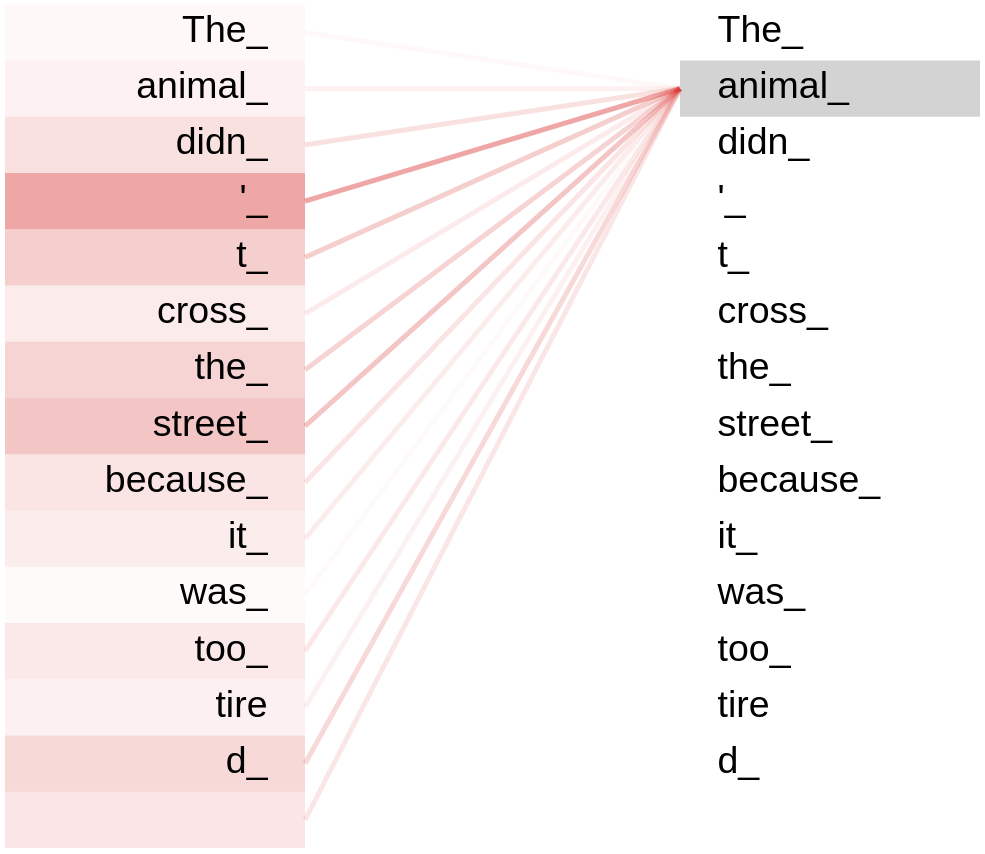 The_ The_
animal_ animal_
didn_ didn_
'_ '_
t_ t_
cross_ cross_
the_ the_
street_ street_
because_ because_
it_ it_
was_ was_
too_ too_
tire tire
d_ d_